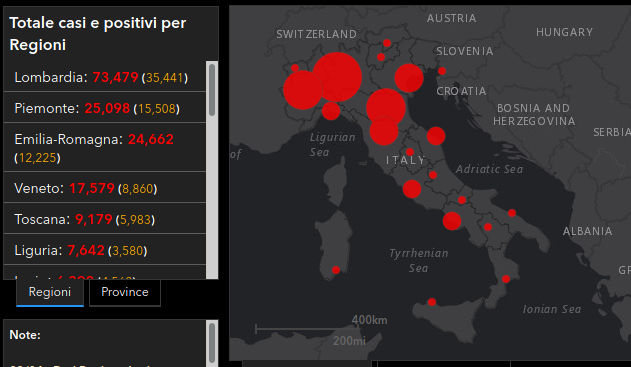 Totale casi e positivi per
Regioni
Lombardia: 73,479 (35,441)
Piemonte: 25,098 (15,508)
Emilia-Romagna: 24,662
(12,225)
Veneto: 17,579 (8,860)
Toscana: 9,179 (5,983)
Liguria: 7,642 (3,580)
Regioni
Province
Note:
AUSTRIA
SWITZERLAND
HUNGARY
SLOVENIA
CROATIA
BOSNIA AND
HERZEGOVINA
SERBIA
Ligurian
Sea
of
ITALY
Adriatic Sea
ALBANIA
Tyrrhenian
Sea
Ionian Sea
400km
200mi